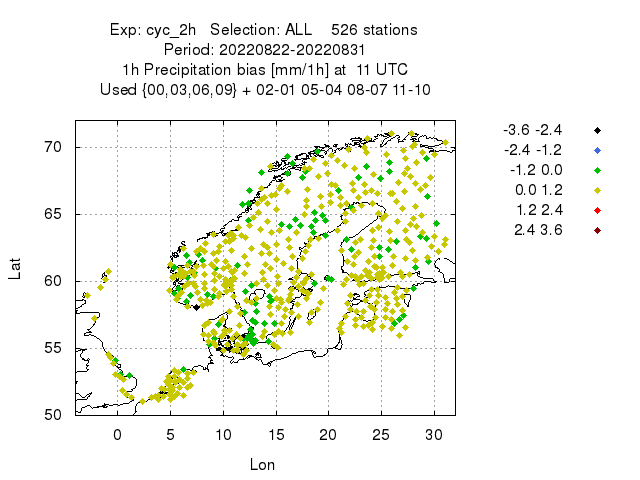 Exp: cyc_2h   Selection: ALL    526 stations
Period: 20220822-20220831
1h Precipitation bias [mm/1h] at  11 UTC
Used {00,03,06,09} + 02-01 05-04 08-07 11-10
70
65
60
55
50
Lat
0 5 10 15 20 25 30
Lon
-3.6 -2.4
-2.4 -1.2
-1.2 0.0
0.0 1.2
1.2 2.4
2.4 3.6